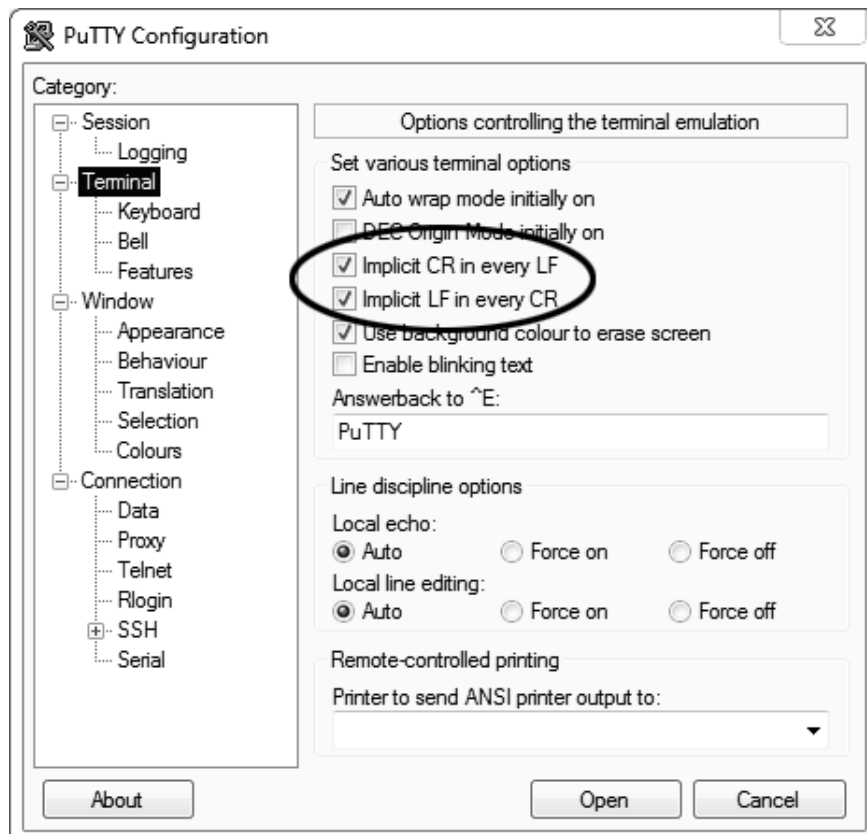 PuTTY Configuration
Category:
Session
Logging
Terminal
Keyboard
Bell
Features
Window
Appearance
Behaviour
Translation
Selection
Colours
Connection
Data
Proxy
Telnet
Rlogin
SSH
Serial
Options controlling the terminal emulation
Set various terminal options
Auto wrap mode initially on
DEC Origin Mode initially on
Implicit CR in every LF
Implicit LF in every CR
Use background colour to erase screen
Enable blinking text
Answerback to ^E:
PuTTY
Line discipline options
Local echo:
Auto Force on Force off
Local line editing:
Auto Force on Force off
Remote-controlled printing
Printer to send ANSI printer output to:
About Open Cancel